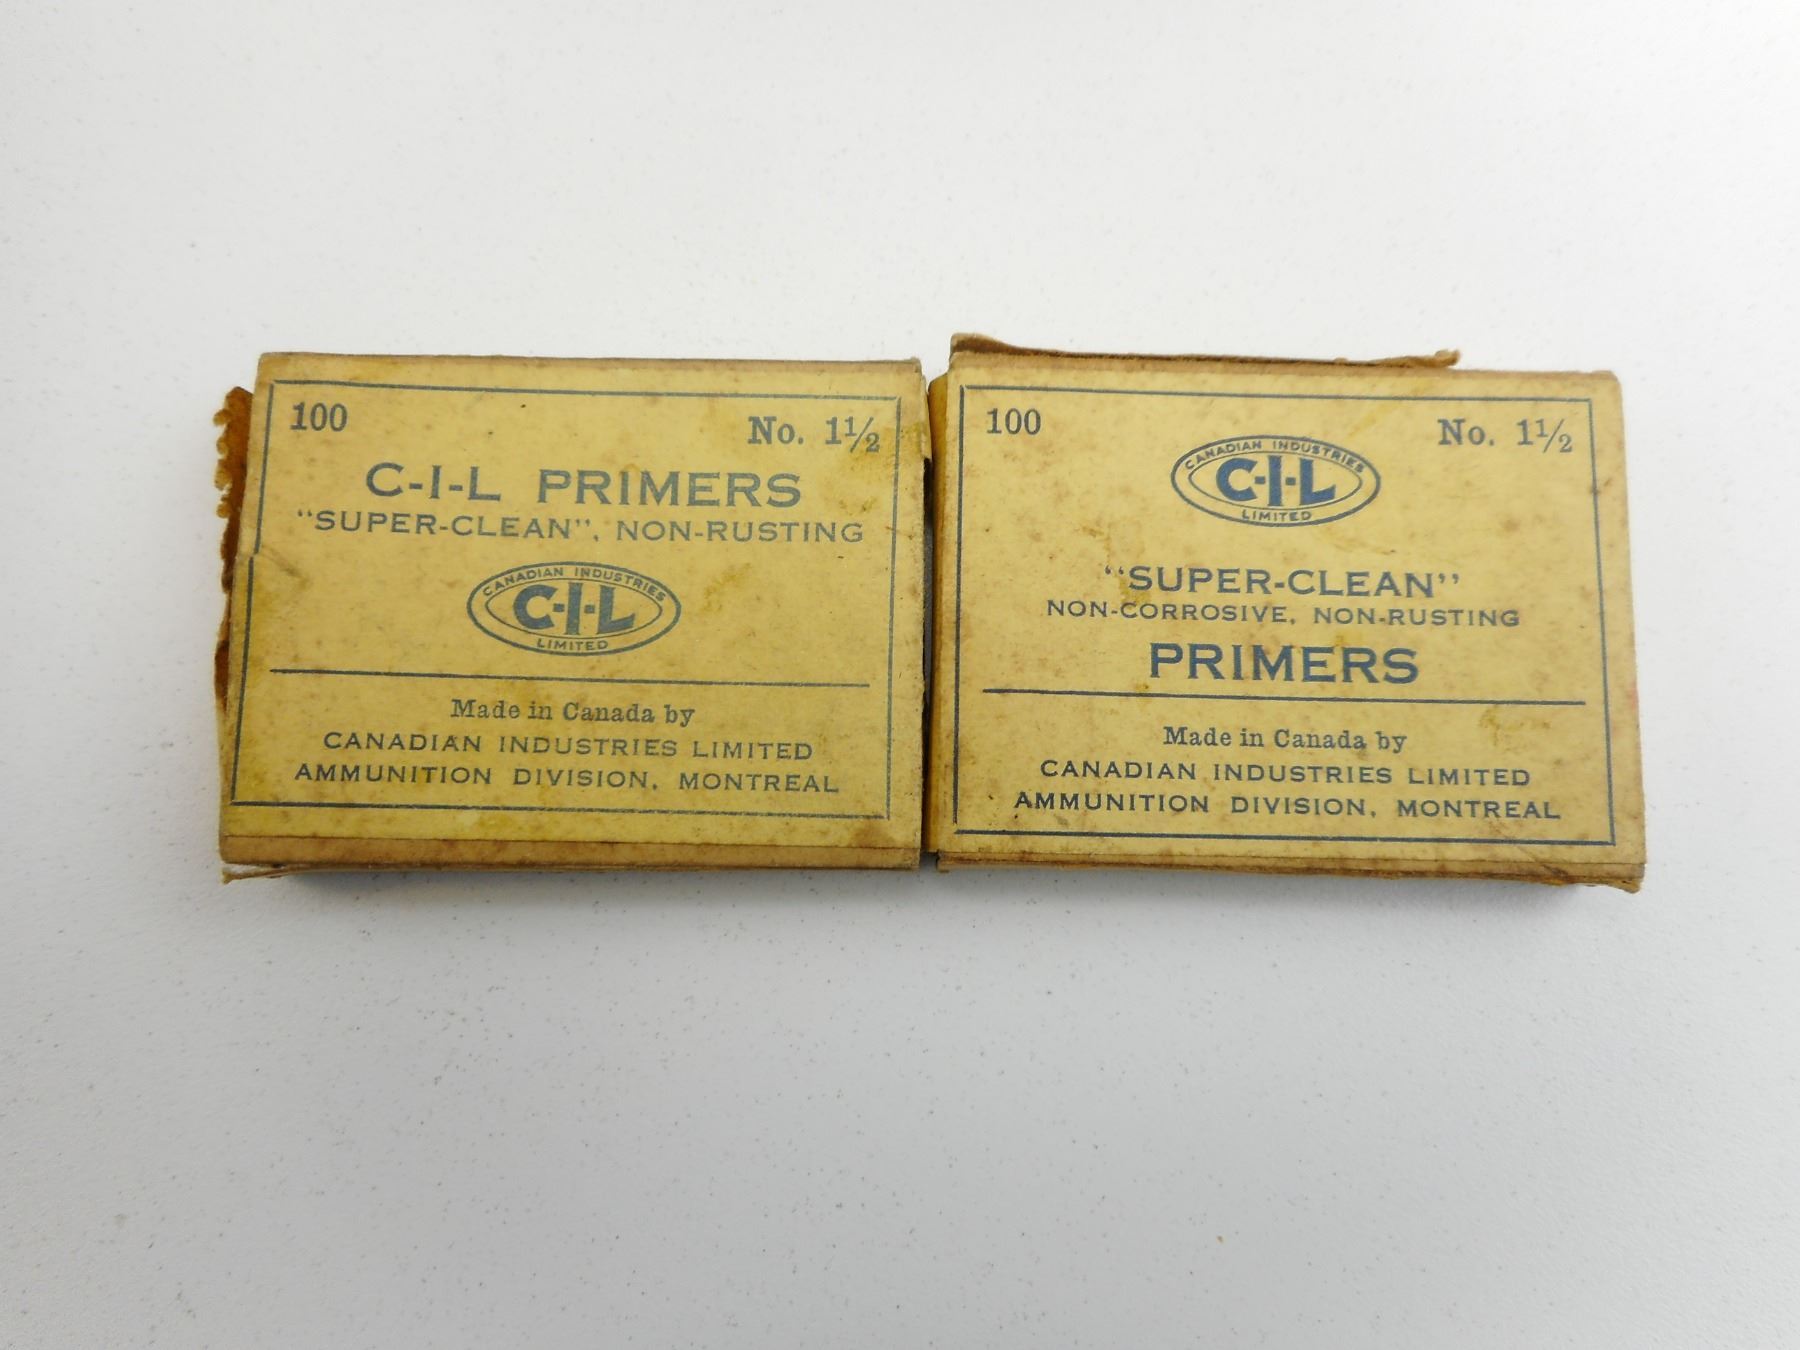 100 No. 1½
C-I-L PRIMERS
"SUPER-CLEAN", NON-RUSTING
CANADIAN INDUSTRIES
C-I-L
LIMITED
Made in Canada by
CANADIAN INDUSTRIES LIMITED
AMMUNITION DIVISION, MONTREAL
100 No. 1½
CANADIAN INDUSTRIES
C-I-L
LIMITED
"SUPER-CLEAN"
NON-CORROSIVE, NON-RUSTING
PRIMERS
Made in Canada by
CANADIAN INDUSTRIES LIMITED
AMMUNITION DIVISION, MONTREAL